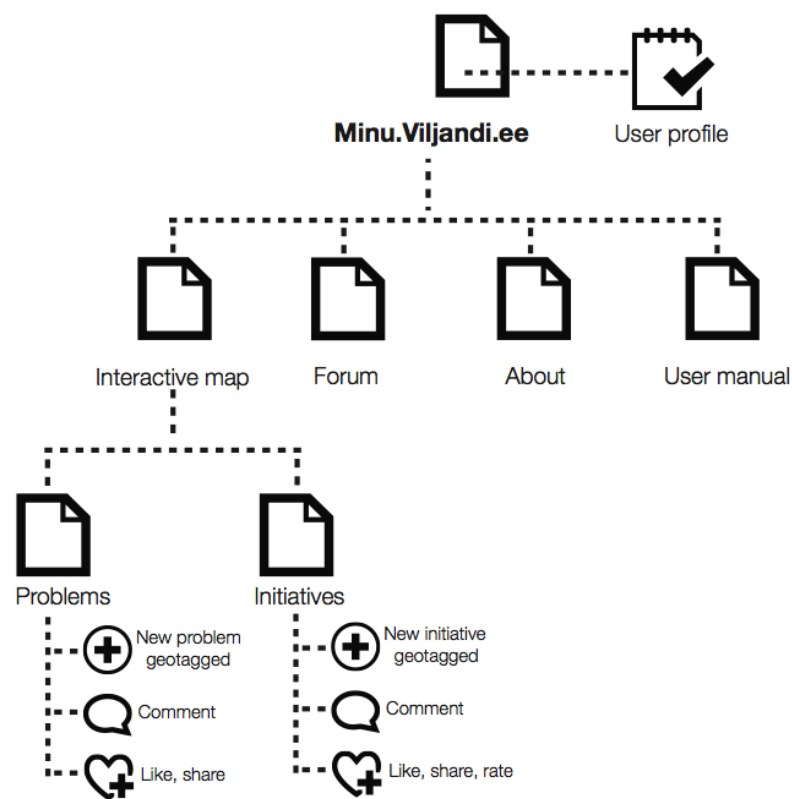 Minu.Viljandi.ee
User profile
Interactive map
Forum
About
User manual
Problems
Initiatives
New problem
geotagged
New initiative
geotagged
Comment
Comment
Like, share
Like, share, rate